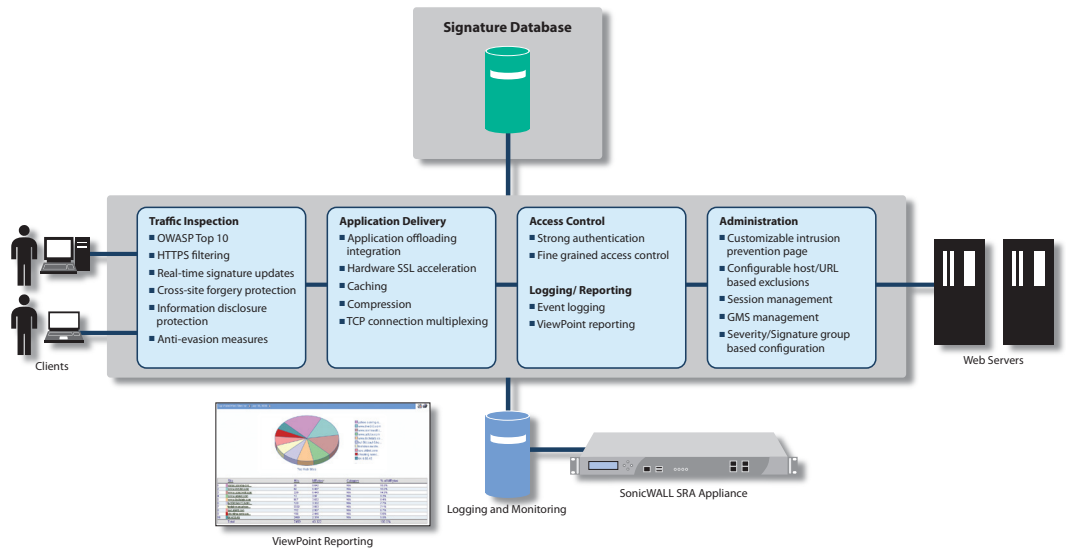 Signature Database
Traffic Inspection
■ OWASP Top 10
■ HTTPS filtering
■ Real-time signature updates
■ Cross-site forgery protection
■ Information disclosure
protection
■ Anti-evasion measures
Application Delivery
■ Application offloading
integration
■ Hardware SSL acceleration
■ Caching
■ Compression
■ TCP connection multiplexing
Access Control
■ Strong authentication
■ Fine grained access control
Logging/ Reporting
■ Event logging
■ ViewPoint reporting
Administration
■ Customizable intrusion
prevention page
■ Configurable host/URL
based exclusions
■ Session management
■ GMS management
■ Severity/Signature group
based configuration
Clients
Web Servers
Logging and Monitoring
SonicWALL SRA Appliance
ViewPoint Reporting